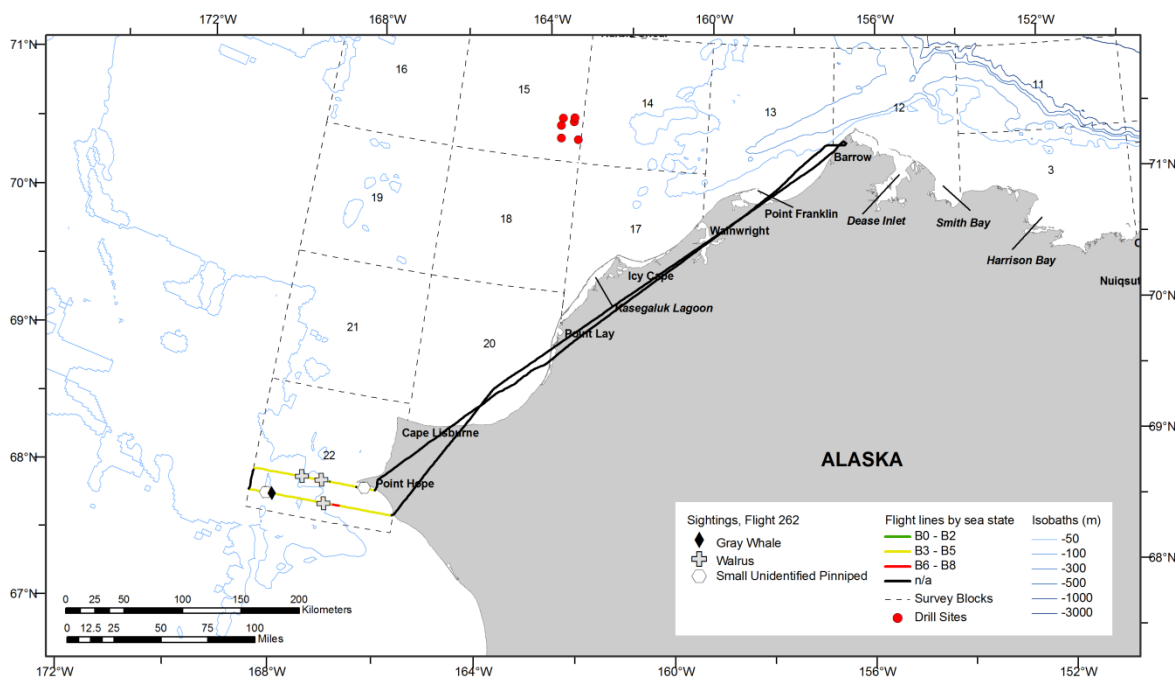 172°W 168°W 164°W 160°W 156°W 152°W
71°N
16
15
14
13
12
11
3
71°N
70°N
70°N
69°N
69°N
68°N
67°N
68°N
19
18
17
21
20
22
Barrow
Point Franklin
Dease Inlet
Smith Bay
Harrison Bay
Nuiqsut
Wainwright
Icy Cape
Kasegaluk Lagoon
Point Lay
Cape Lisburne
Point Hope
ALASKA
0 25 50 100 150 200
Kilometers
0 12.5 25 50 75 100
Miles
Sightings, Flight 262
Gray Whale
Walrus
Small Unidentified Pinniped
Flight lines by sea state
B0 - B2
B3 - B5
B6 - B8
n/a
Survey Blocks
Drill Sites
Isobaths (m)
-50
-100
-300
-500
-1000
-3000
172°W 168°W 164°W 160°W 156°W 152°W